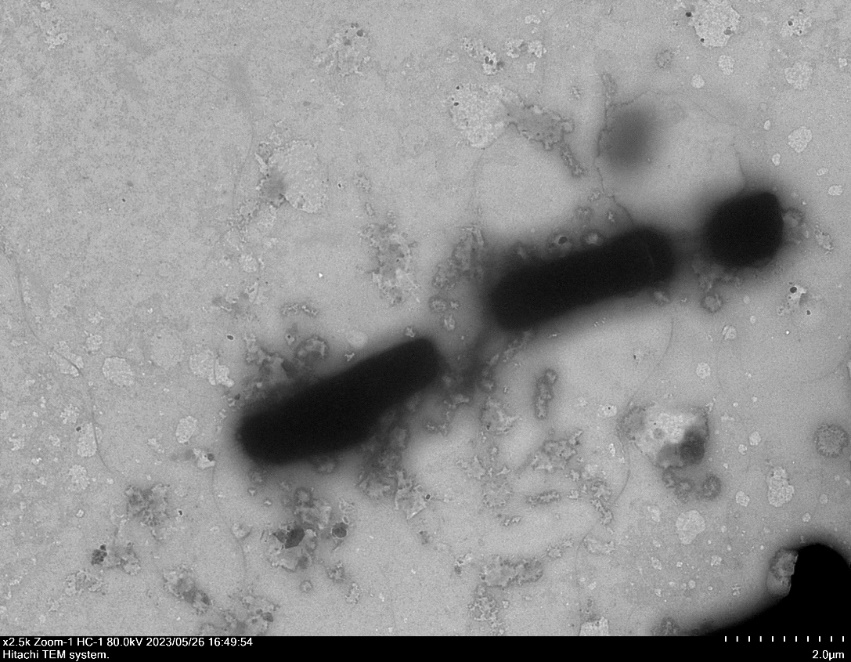 x2.5k Zoom-1 HC-1 80.0kV 2023/05/26 16:49:54
Hitachi TEM system.
2.0μm